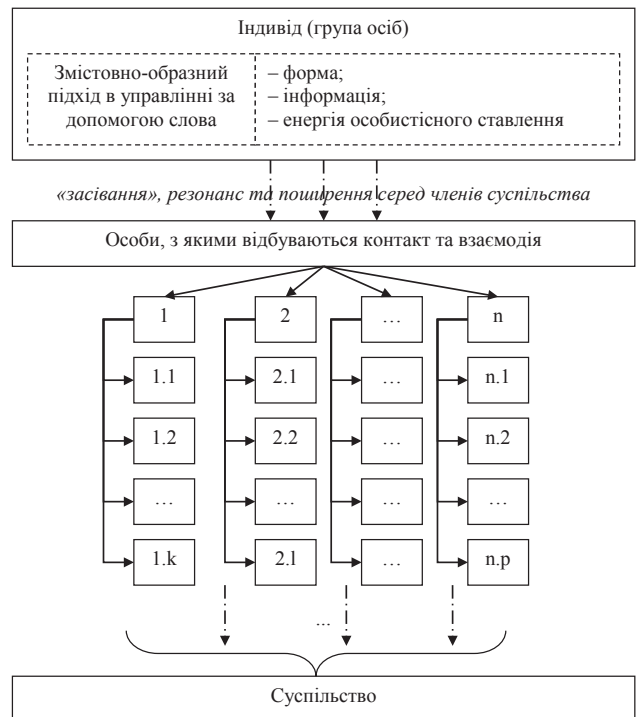 Індивід (група осіб)
Змістовно-образний
підхід в управлінні за
допомогою слова
– форма;
– інформація;
– енергія особистісного ставлення
«засівання», резонанс та поширення серед членів суспільства
Особи, з якими відбуваються контакт та взаємодія
1 2 … n
1.1 2.1 … n.1
1.2 2.2 … n.2
… … … …
1.k 2.l … n.p
...
Суспільство